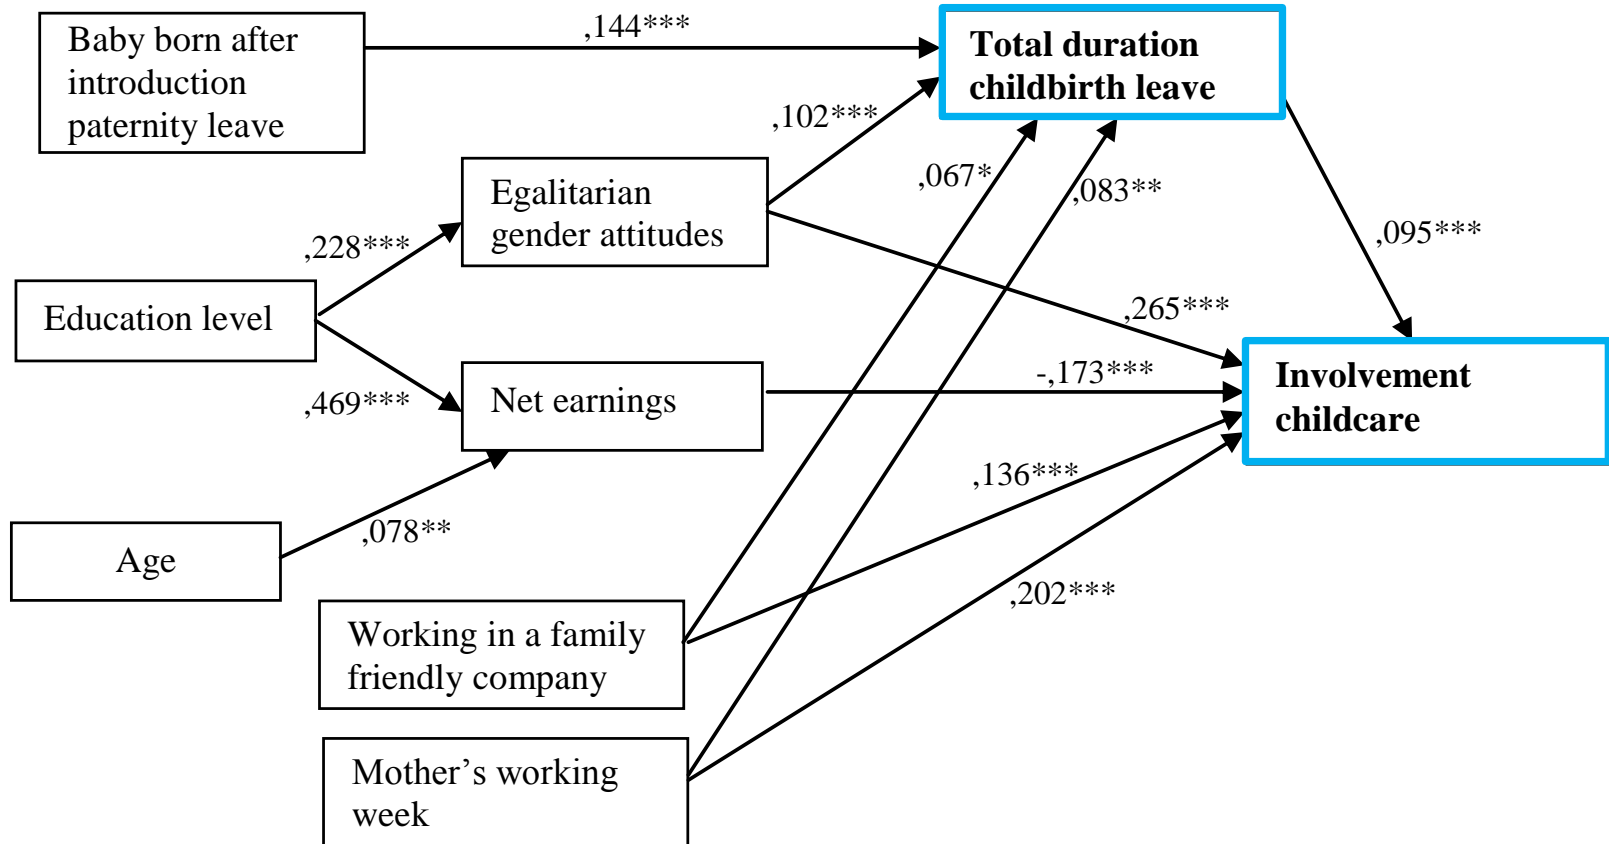 Baby born after
introduction
paternity leave
,144***
Total duration
childbirth leave
,102***
Egalitarian
gender attitudes
,067*
,083**
,095***
,228***
Education level
,265***
,469***
Net earnings
-,173***
Involvement
childcare
,136***
Age
,078**
,202***
Working in a family
friendly company
Mother’s working
week